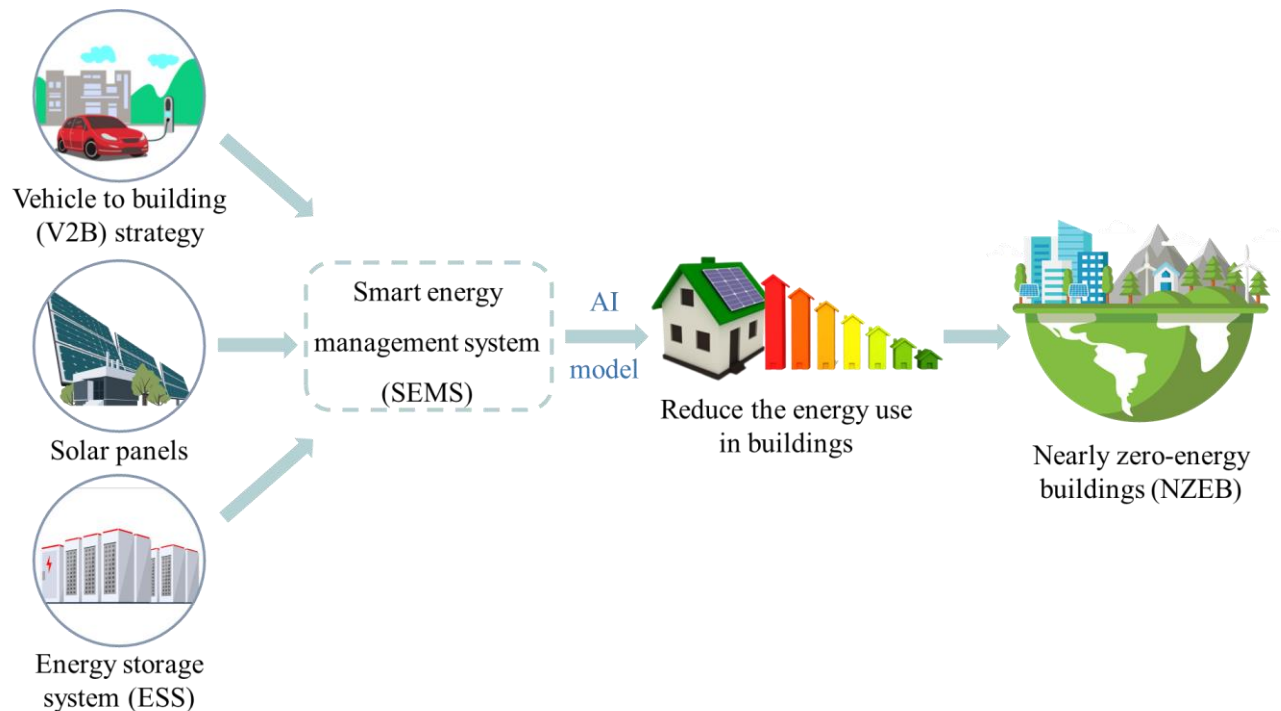 Vehicle to building
(V2B) strategy
Solar panels
Energy storage
system (ESS)
Smart energy
management system
(SEMS)
AI
model
Reduce the energy use
in buildings
Nearly zero-energy
buildings (NZEB)